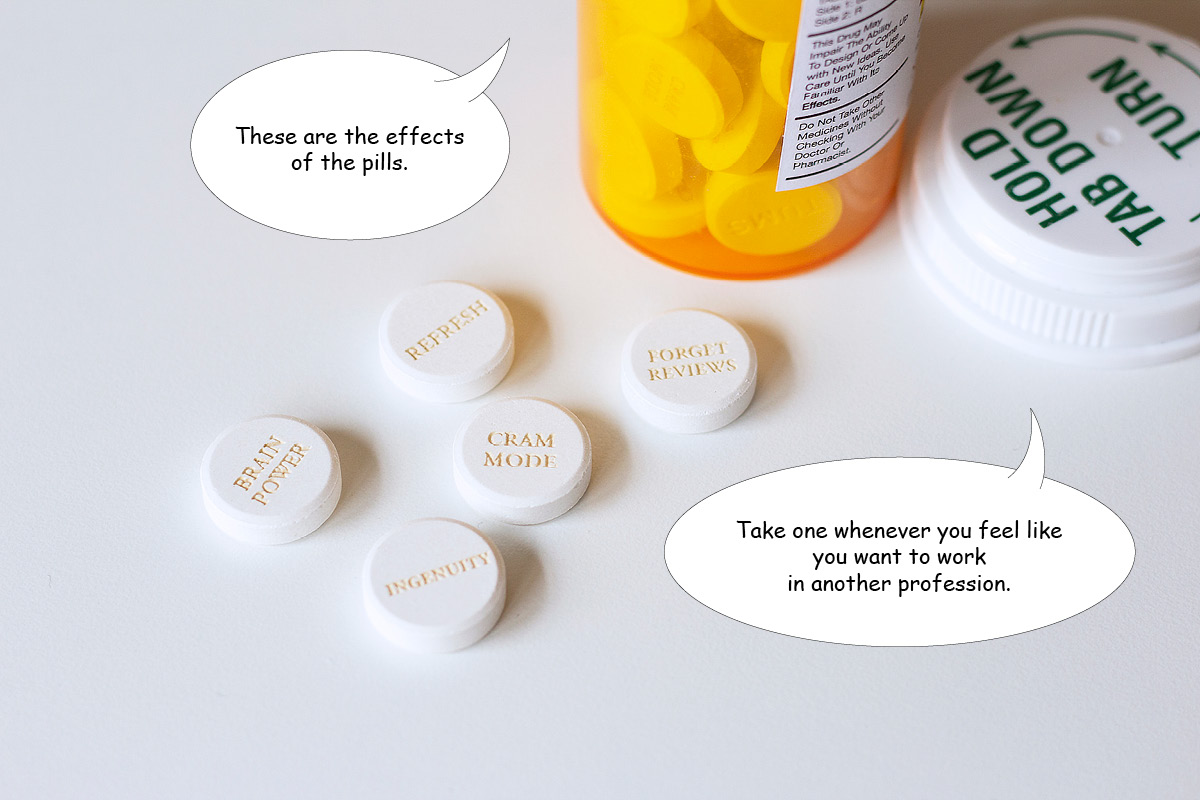 Side 2: R
This Drug May
Impair The Ability
To Design Or Come Up
with New Ideas. Use
Care Until You Become
Familiar With Its
Effects.
Do Not Take Other
Medicines Without
Checking With Your
Doctor Or
Pharmacist.
HOLD
TAB DOWN
TURN
These are the effects
of the pills.
REFRESH
FORGET
REVIEWS
CRAM
MODE
BRAIN
POWER
INGENUITY
Take one whenever you feel like
you want to work
in another profession.
TUMS